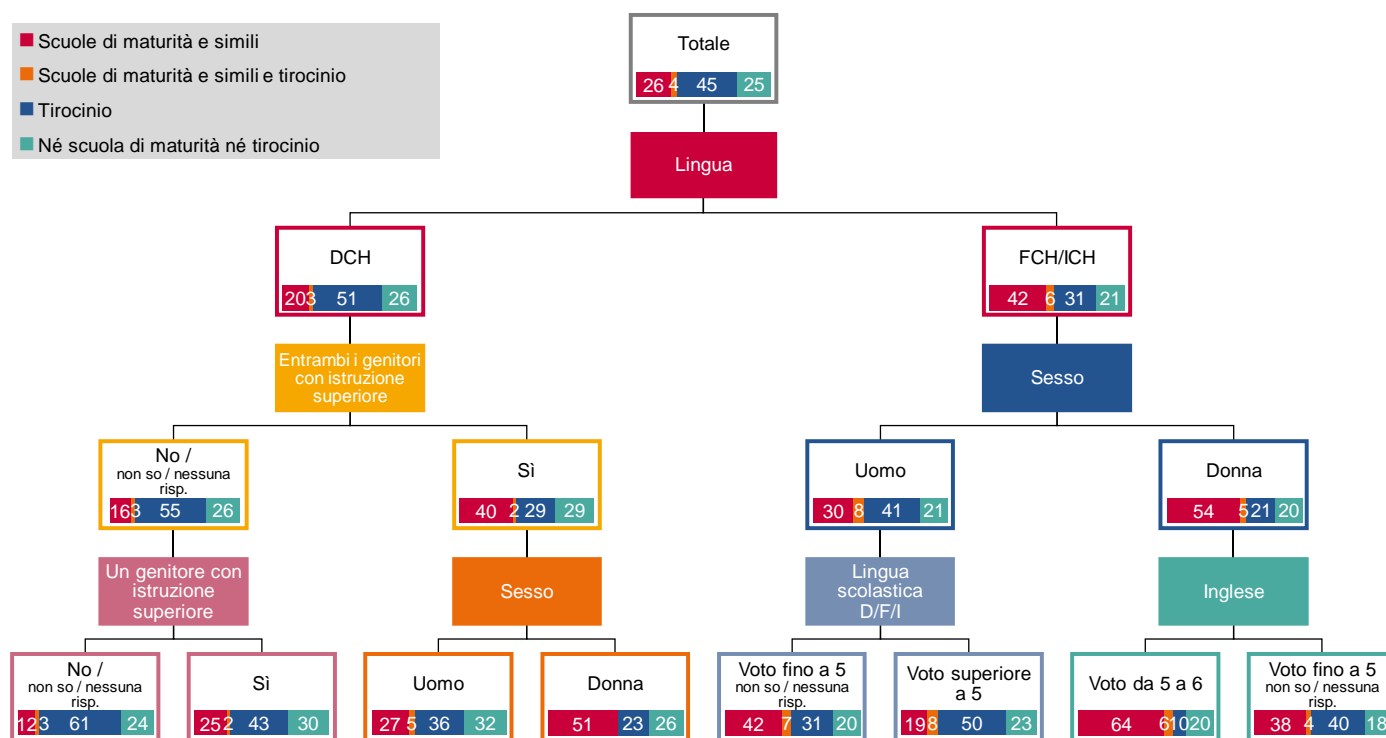 Scuole di maturità e simili
Scuole di maturità e simili e tirocinio
Tirocinio
Né scuola di maturità né tirocinio
Totale
26 4 45 25
Lingua
DCH
20 3 51 26
FCH/ICH
42 6 31 21
Entrambi i genitori
con istruzione
superiore
Sesso
No /
non so / nessuna
risp.
16 3 55 26
Sì
40 2 29 29
Uomo
30 8 41 21
Donna
54 5 21 20
Un genitore con
istruzione
superiore
Sesso
Lingua
scolastica
D/F/I
Inglese
No /
non so / nessuna
risp.
12 3 61 24
Sì
25 2 43 30
Uomo
27 5 36 32
Donna
51 23 26
Voto fino a 5
non so / nessuna
risp.
42 7 31 20
Voto superiore
a 5
19 8 50 23
Voto da 5 a 6
64 6 10 20
Voto fino a 5
non so / nessuna
risp.
38 4 40 18